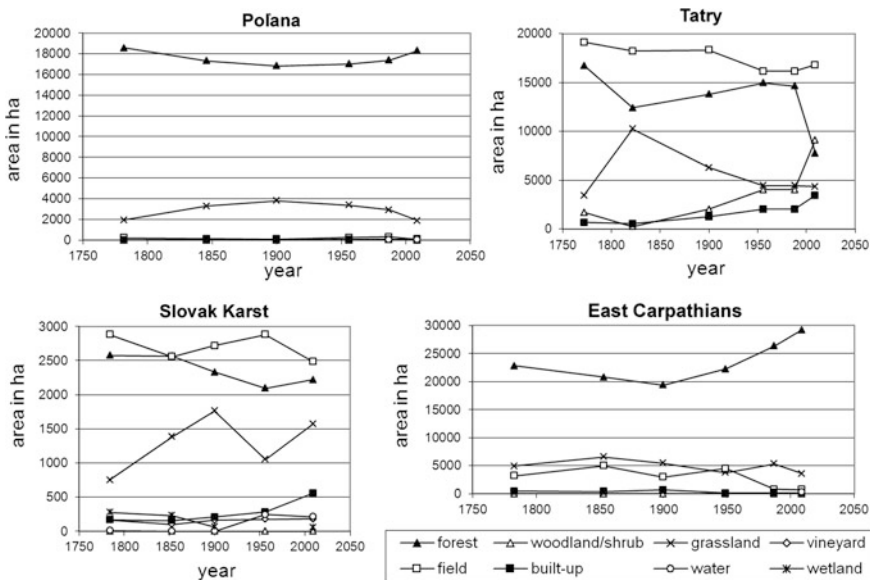 Poľana
20000
18000
16000
14000
12000
10000
8000
6000
4000
2000
0
area in ha
1750 1800 1850 1900 1950 2000 2050
year
Tatry
20000
15000
10000
5000
0
area in ha
1750 1800 1850 1900 1950 2000 2050
year
Slovak Karst
3000
2500
2000
1500
1000
500
0
area in ha
1750 1800 1850 1900 1950 2000 2050
year
East Carpathians
30000
25000
20000
15000
10000
5000
0
area in ha
1750 1800 1850 1900 1950 2000 2050
year
forest woodland/shrub grassland vineyard
field built-up water wetland